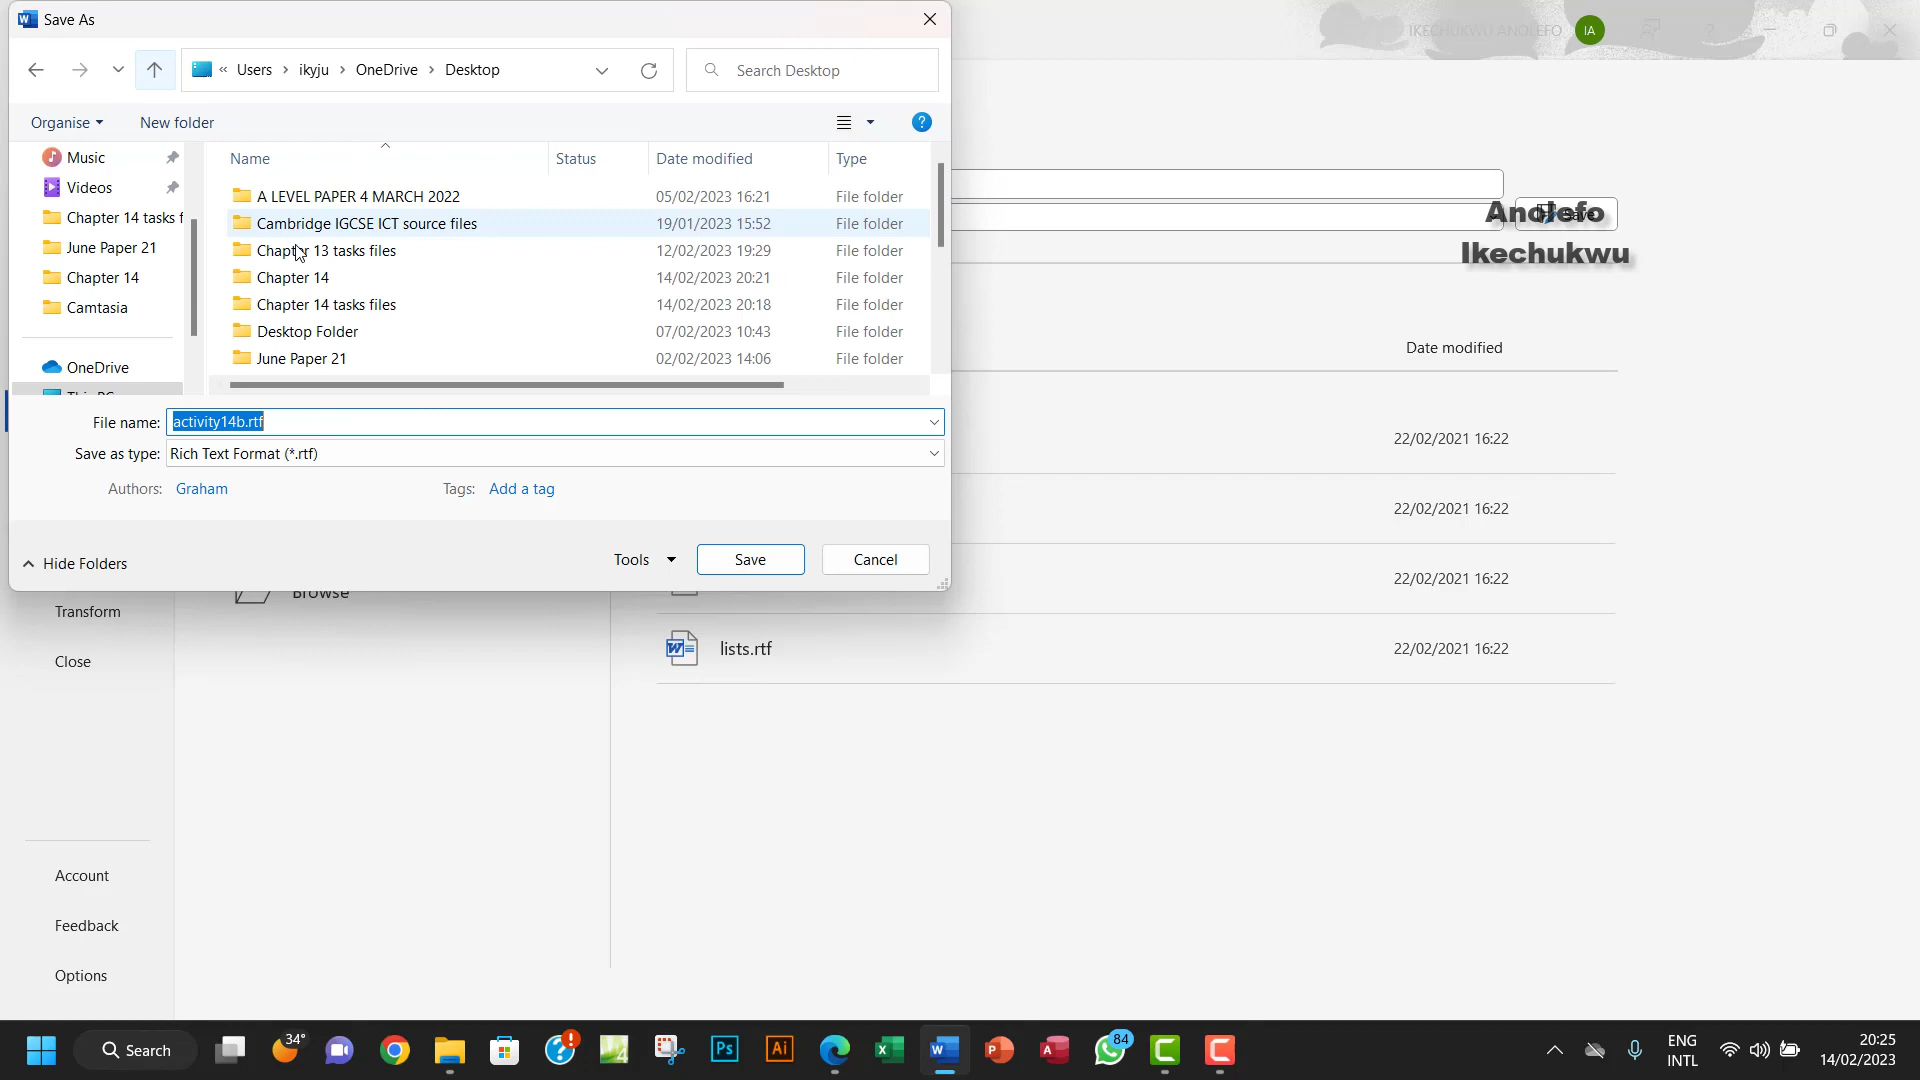 Save As
IKECHUKWU ANOLEFO IA
« Users › ikyju › OneDrive › Desktop
Search Desktop
Organise
New folder
Name Status Date modified Type
Music
Videos
Chapter 14 tasks f
June Paper 21
Chapter 14
Camtasia
OneDrive
A LEVEL PAPER 4 MARCH 2022 05/02/2023 16:21 File folder
Cambridge IGCSE ICT source files 19/01/2023 15:52 File folder
Chapter 13 tasks files 12/02/2023 19:29 File folder
Chapter 14 14/02/2023 20:21 File folder
Chapter 14 tasks files 14/02/2023 20:18 File folder
Desktop Folder 07/02/2023 10:43 File folder
June Paper 21 02/02/2023 14:06 File folder
File name: activity14b.rtf
Save as type: Rich Text Format (*.rtf)
Authors: Graham Tags: Add a tag
Hide Folders
Tools Save Cancel
Anolefo
Ikechukwu
Save
Date modified
22/02/2021 16:22
22/02/2021 16:22
22/02/2021 16:22
lists.rtf 22/02/2021 16:22
Browse
Transform
Close
Account
Feedback
Options
Search
34°
Ps
Ai
84
ENG
INTL
20:25
14/02/2023